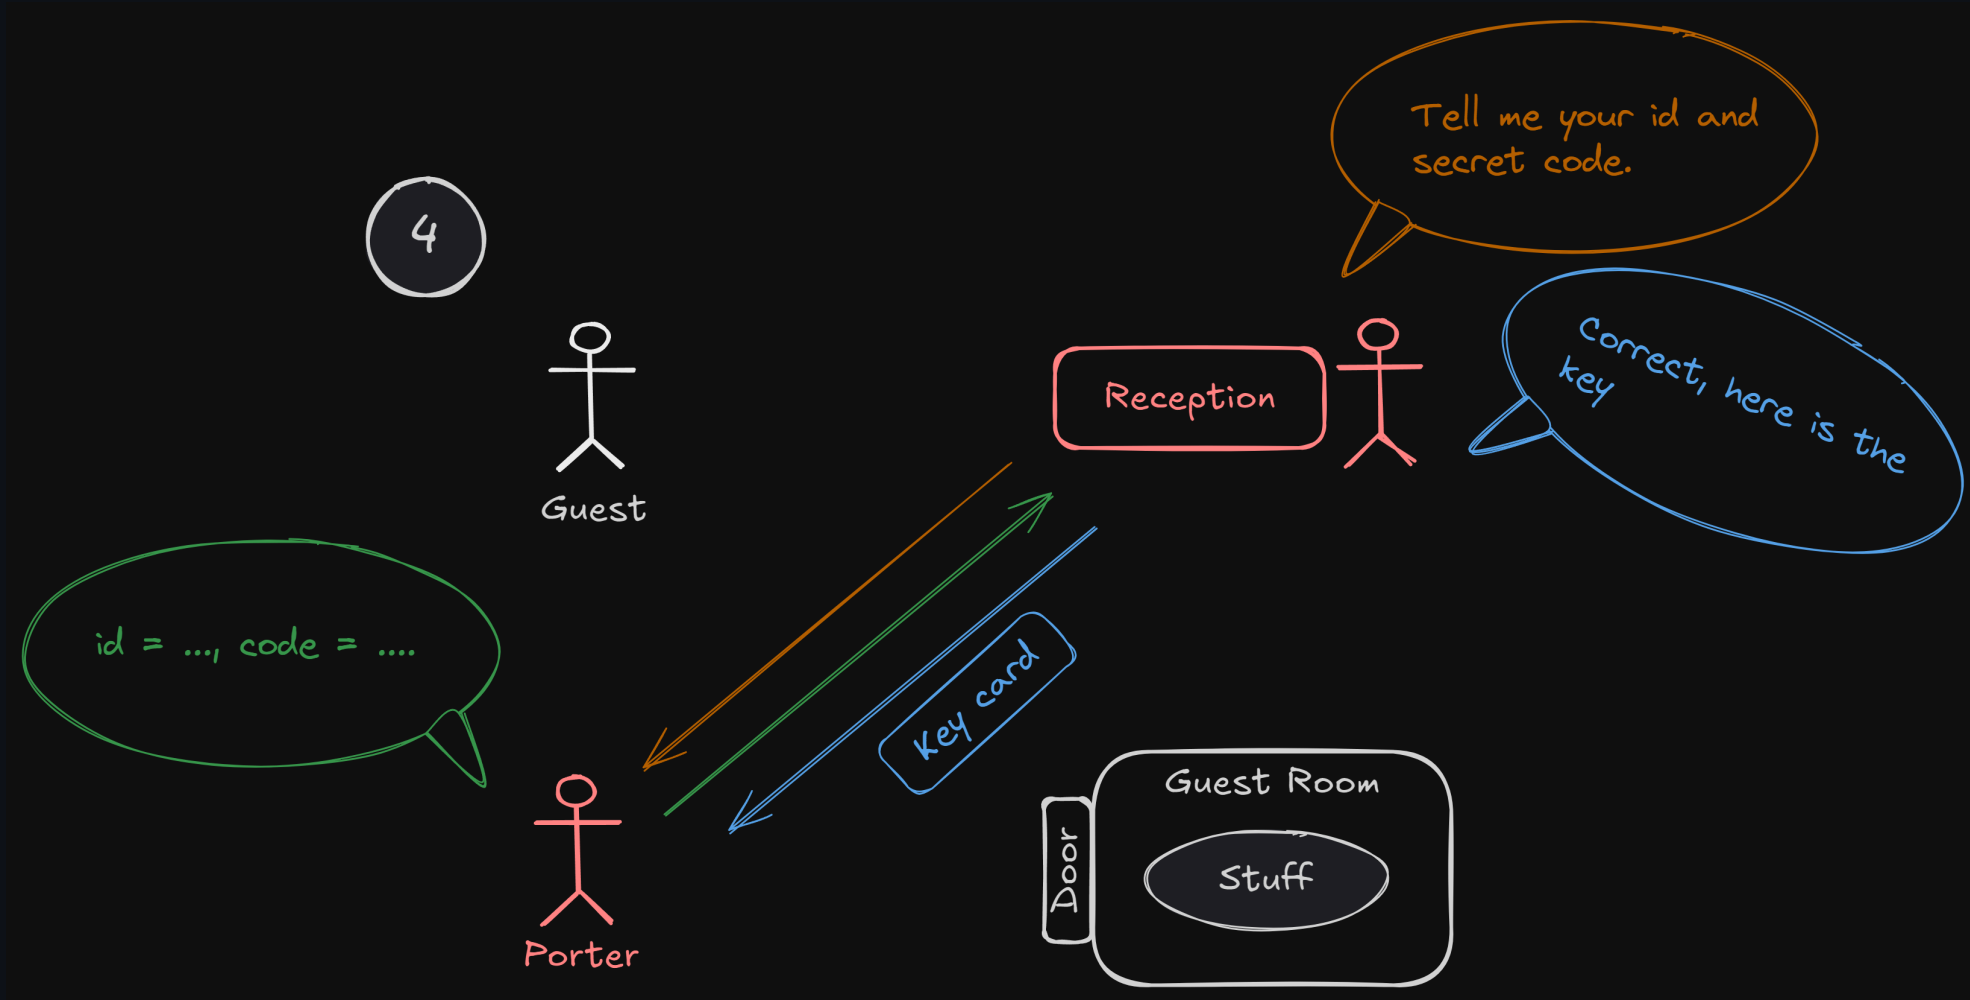 Tell me your id and
secret code.
4
Correct, here is the
key
Reception
Guest
id = ..., code = ....
Key card
Guest Room
Door
Stuff
Porter